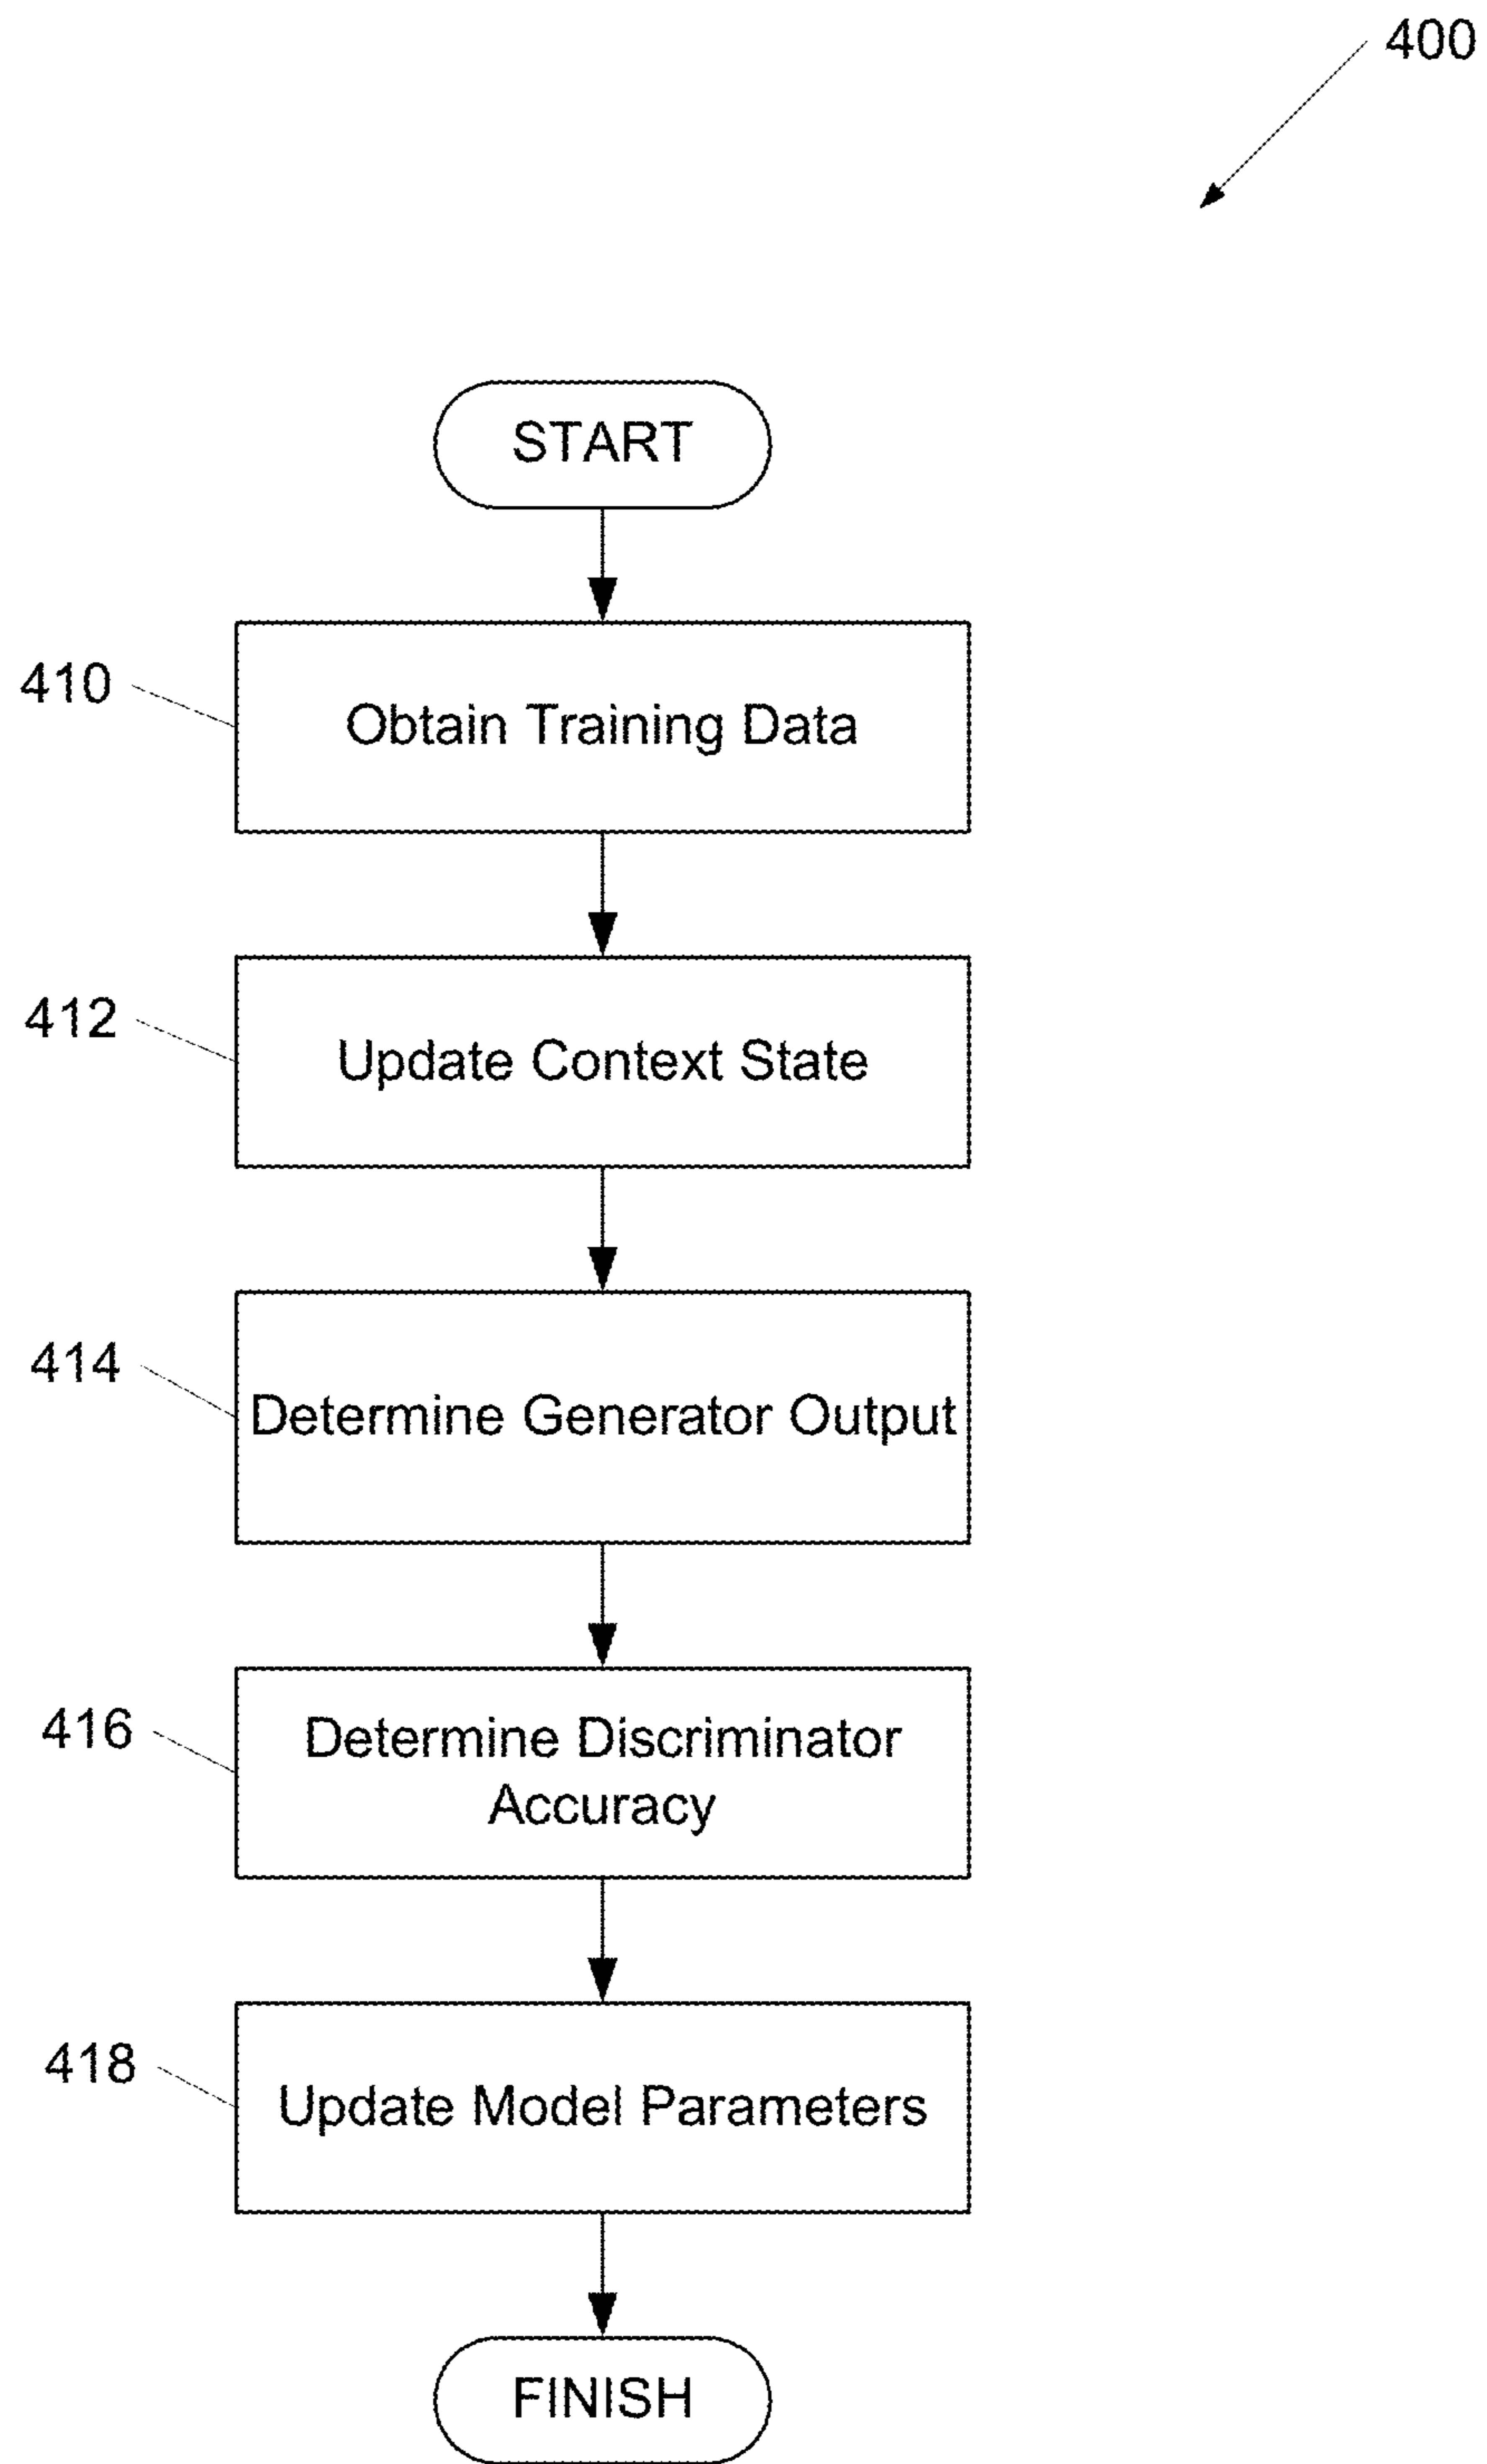 400
START
410
Obtain Training Data
412
Update Context State
414
Determine Generator Output
416
Determine Discriminator
Accuracy
418
Update Model Parameters
FINISH